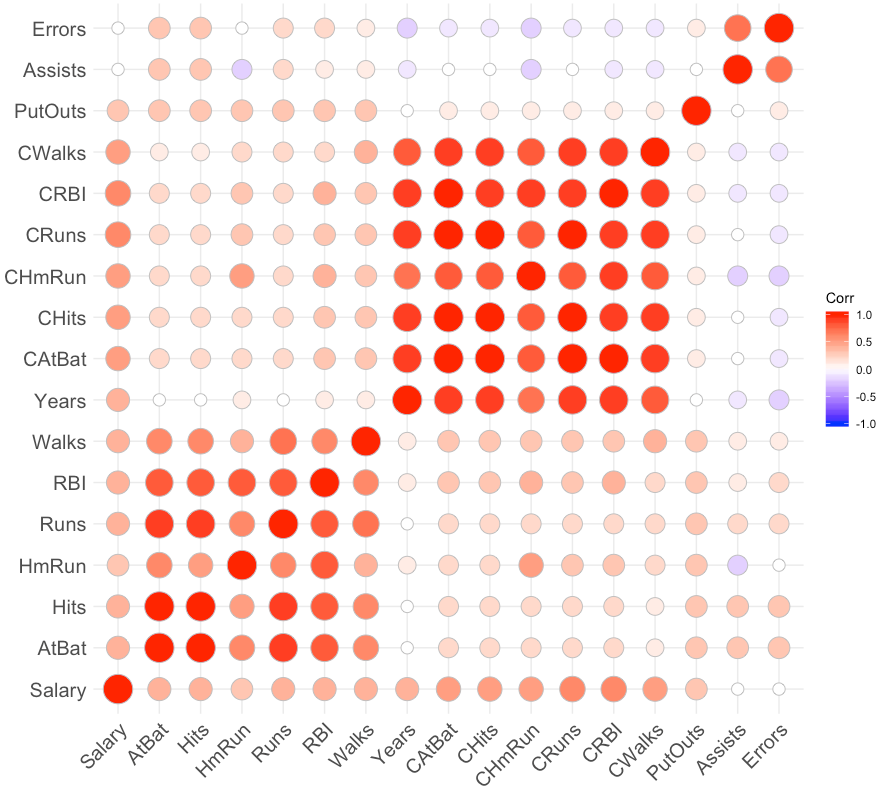 Errors
Assists
PutOuts
CWalks
CRBI
CRuns
CHmRun
CHits
CAtBat
Years
Walks
RBI
Runs
HmRun
Hits
AtBat
Salary
Salary
AtBat
Hits
HmRun
Runs
RBI
Walks
Years
CAtBat
CHits
CHmRun
CRuns
CRBI
CWalks
PutOuts
Assists
Errors
Corr
1.0
0.5
0.0
-0.5
-1.0